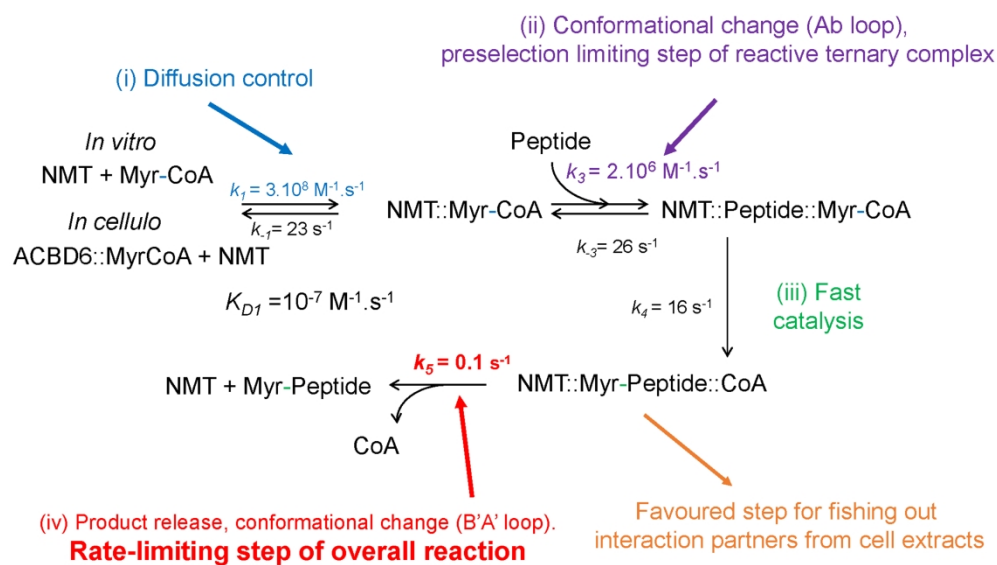 (ii) Conformational change (Ab loop),
preselection limiting step of reactive ternary complex
(i) Diffusion control
In vitro
NMT + Myr-CoA
In cellulo
ACBD6::MyrCoA + NMT
k₁ = 3.10⁸ M⁻¹.s⁻¹
k₋₁= 23 s⁻¹
K_D1 =10⁻⁷ M⁻¹.s⁻¹
NMT::Myr-CoA
Peptide
k₃ = 2.10⁶ M⁻¹.s⁻¹
k₋₃ = 26 s⁻¹
NMT::Peptide::Myr-CoA
k₄ = 16 s⁻¹
(iii) Fast
catalysis
NMT::Myr-Peptide::CoA
k₅ = 0.1 s⁻¹
NMT + Myr-Peptide
CoA
(iv) Product release, conformational change (B'A' loop).
Rate-limiting step of overall reaction
Favoured step for fishing out
interaction partners from cell extracts